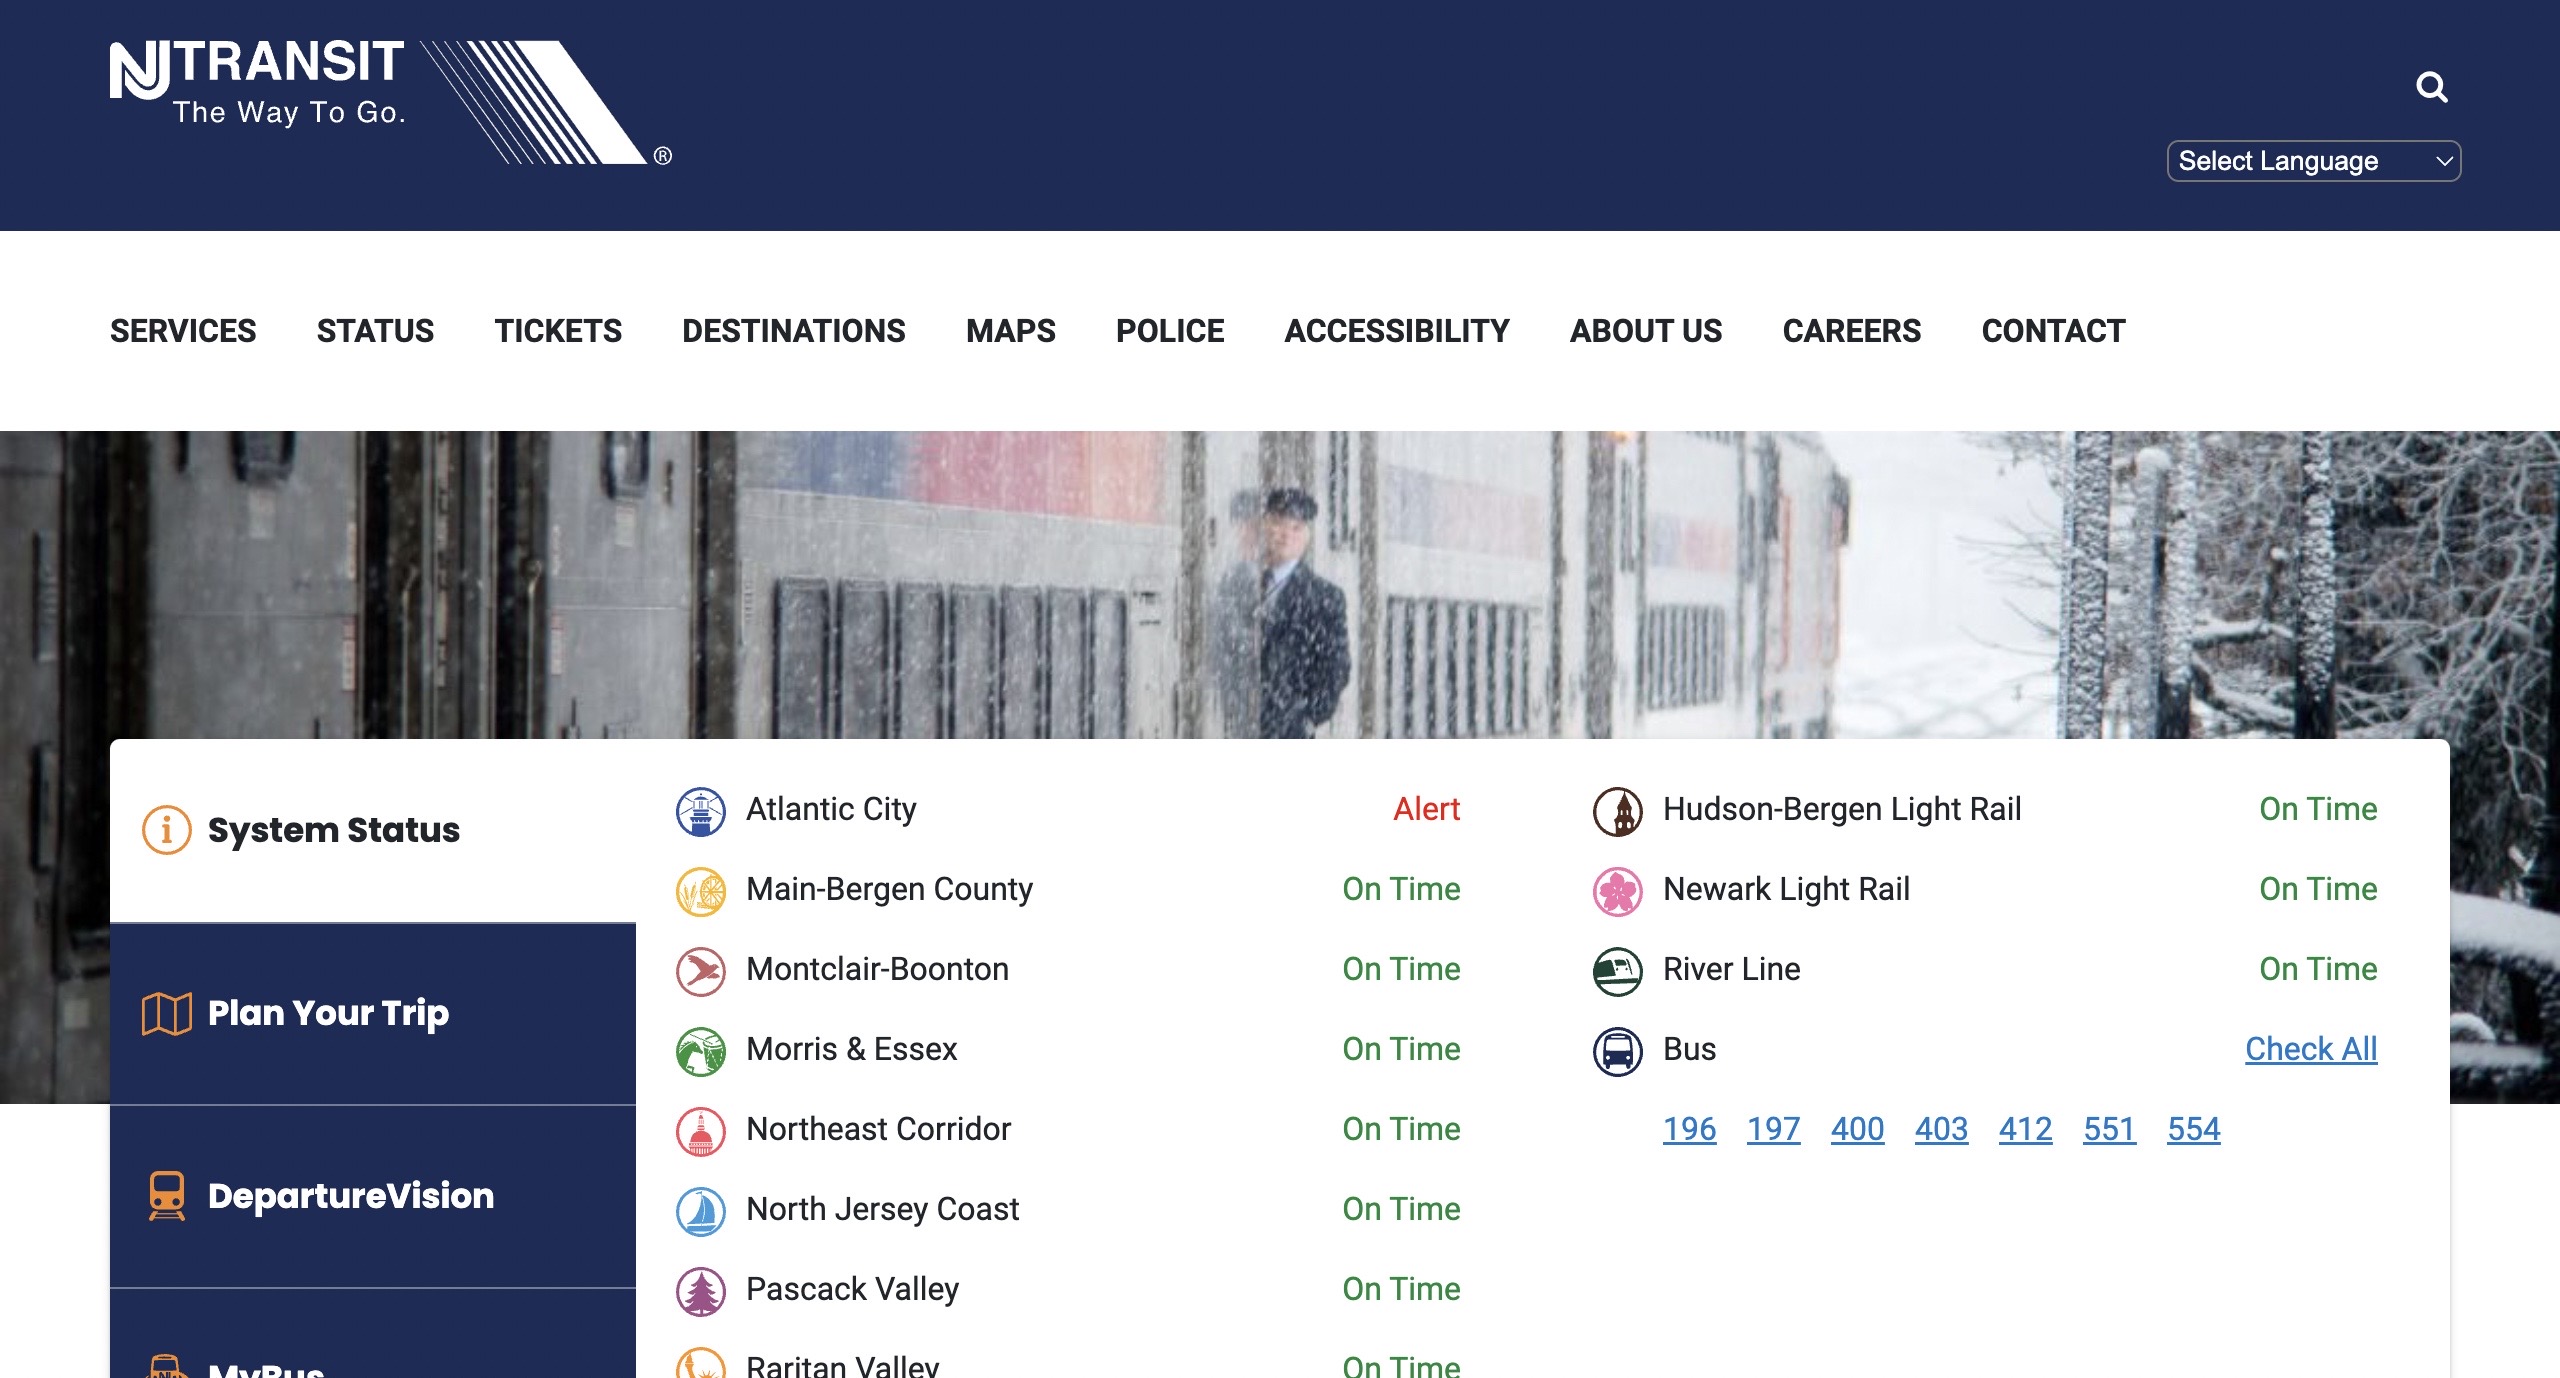 NJ TRANSIT
The Way To Go.
®
Select Language
SERVICES STATUS TICKETS DESTINATIONS MAPS POLICE ACCESSIBILITY ABOUT US CAREERS CONTACT
System Status
Plan Your Trip
DepartureVision
MyBus
Atlantic City Alert
Main-Bergen County On Time
Montclair-Boonton On Time
Morris & Essex On Time
Northeast Corridor On Time
North Jersey Coast On Time
Pascack Valley On Time
Raritan Valley On Time
Hudson-Bergen Light Rail On Time
Newark Light Rail On Time
River Line On Time
Bus Check All
196 197 400 403 412 551 554